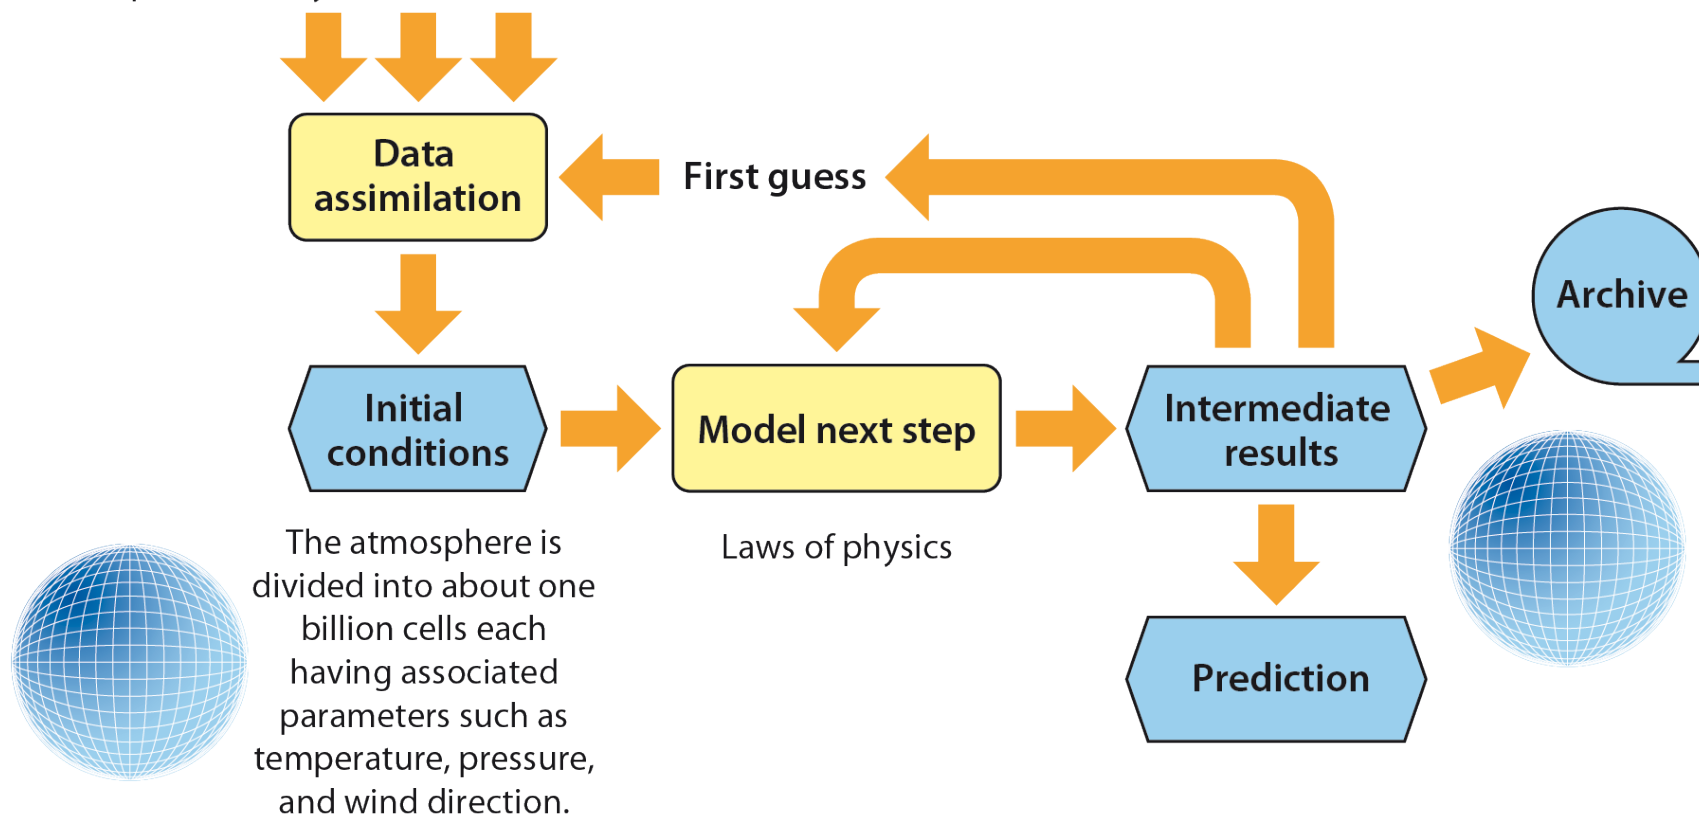 Data
assimilation
First guess
Archive
Initial
conditions
Model next step
Intermediate
results
The atmosphere is
divided into about one
billion cells each
having associated
parameters such as
temperature, pressure,
and wind direction.
Laws of physics
Prediction